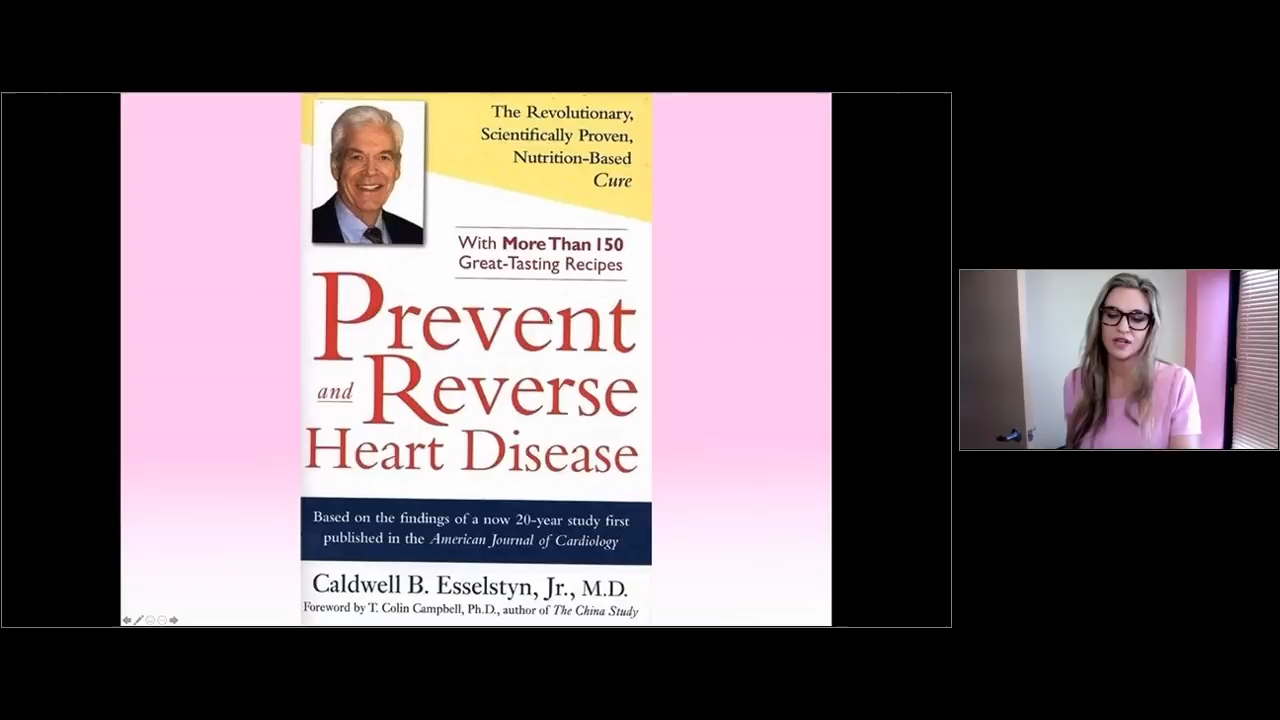 The Revolutionary,
Scientifically Proven,
Nutrition-Based
Cure
With More Than 150
Great-Tasting Recipes
Prevent
and Reverse
Heart Disease
Based on the findings of a now 20-year study first
published in the American Journal of Cardiology
Caldwell B. Esselstyn, Jr., M.D.
Foreword by T. Colin Campbell, Ph.D., author of The China Study